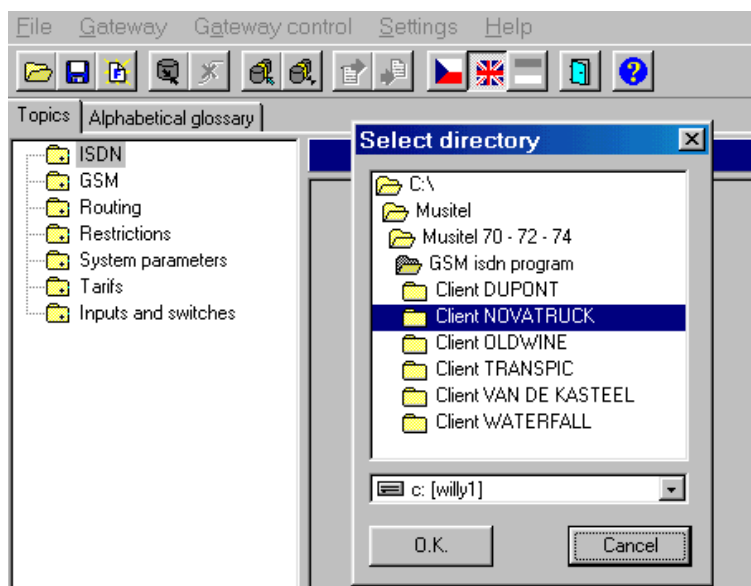 File Gateway Gateway control Settings Help
Topics Alphabetical glossary
ISDN
GSM
Routing
Restrictions
System parameters
Tarifs
Inputs and switches
Select directory
C:\
Musitel
Musitel 70 - 72 - 74
GSM isdn program
Client DUPONT
Client NOVATRUCK
Client OLDWINE
Client TRANSPIC
Client VAN DE KASTEEL
Client WATERFALL
c: [willy1]
O.K. Cancel